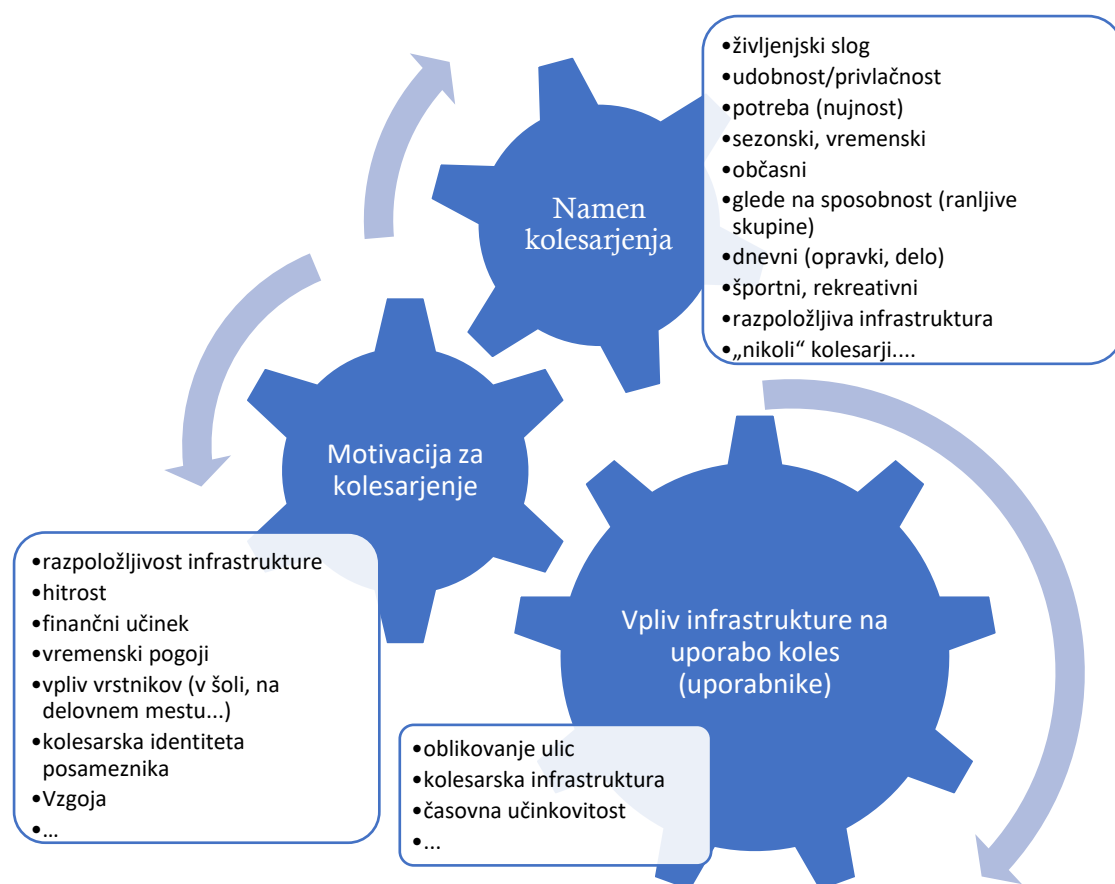 •življenjski slog
•udobnost/privlačnost
•potreba (nujnost)
•sezonski, vremenski
•občasni
•glede na sposobnost (ranljive
skupine)
•dnevni (opravki, delo)
•športni, rekreativni
•razpoložljiva infrastruktura
•„nikoli“ kolesarji....
Namen
kolesarjenja
Motivacija za
kolesarjenje
•razpoložljivost infrastrukture
•hitrost
•finančni učinek
•vremenski pogoji
•vpliv vrstnikov (v šoli, na
delovnem mestu...)
•kolesarska identiteta
posameznika
•Vzgoja
•...
Vpliv infrastrukture na
uporabo koles
(uporabnike)
•oblikovanje ulic
•kolesarska infrastruktura
•časovna učinkovitost
•...